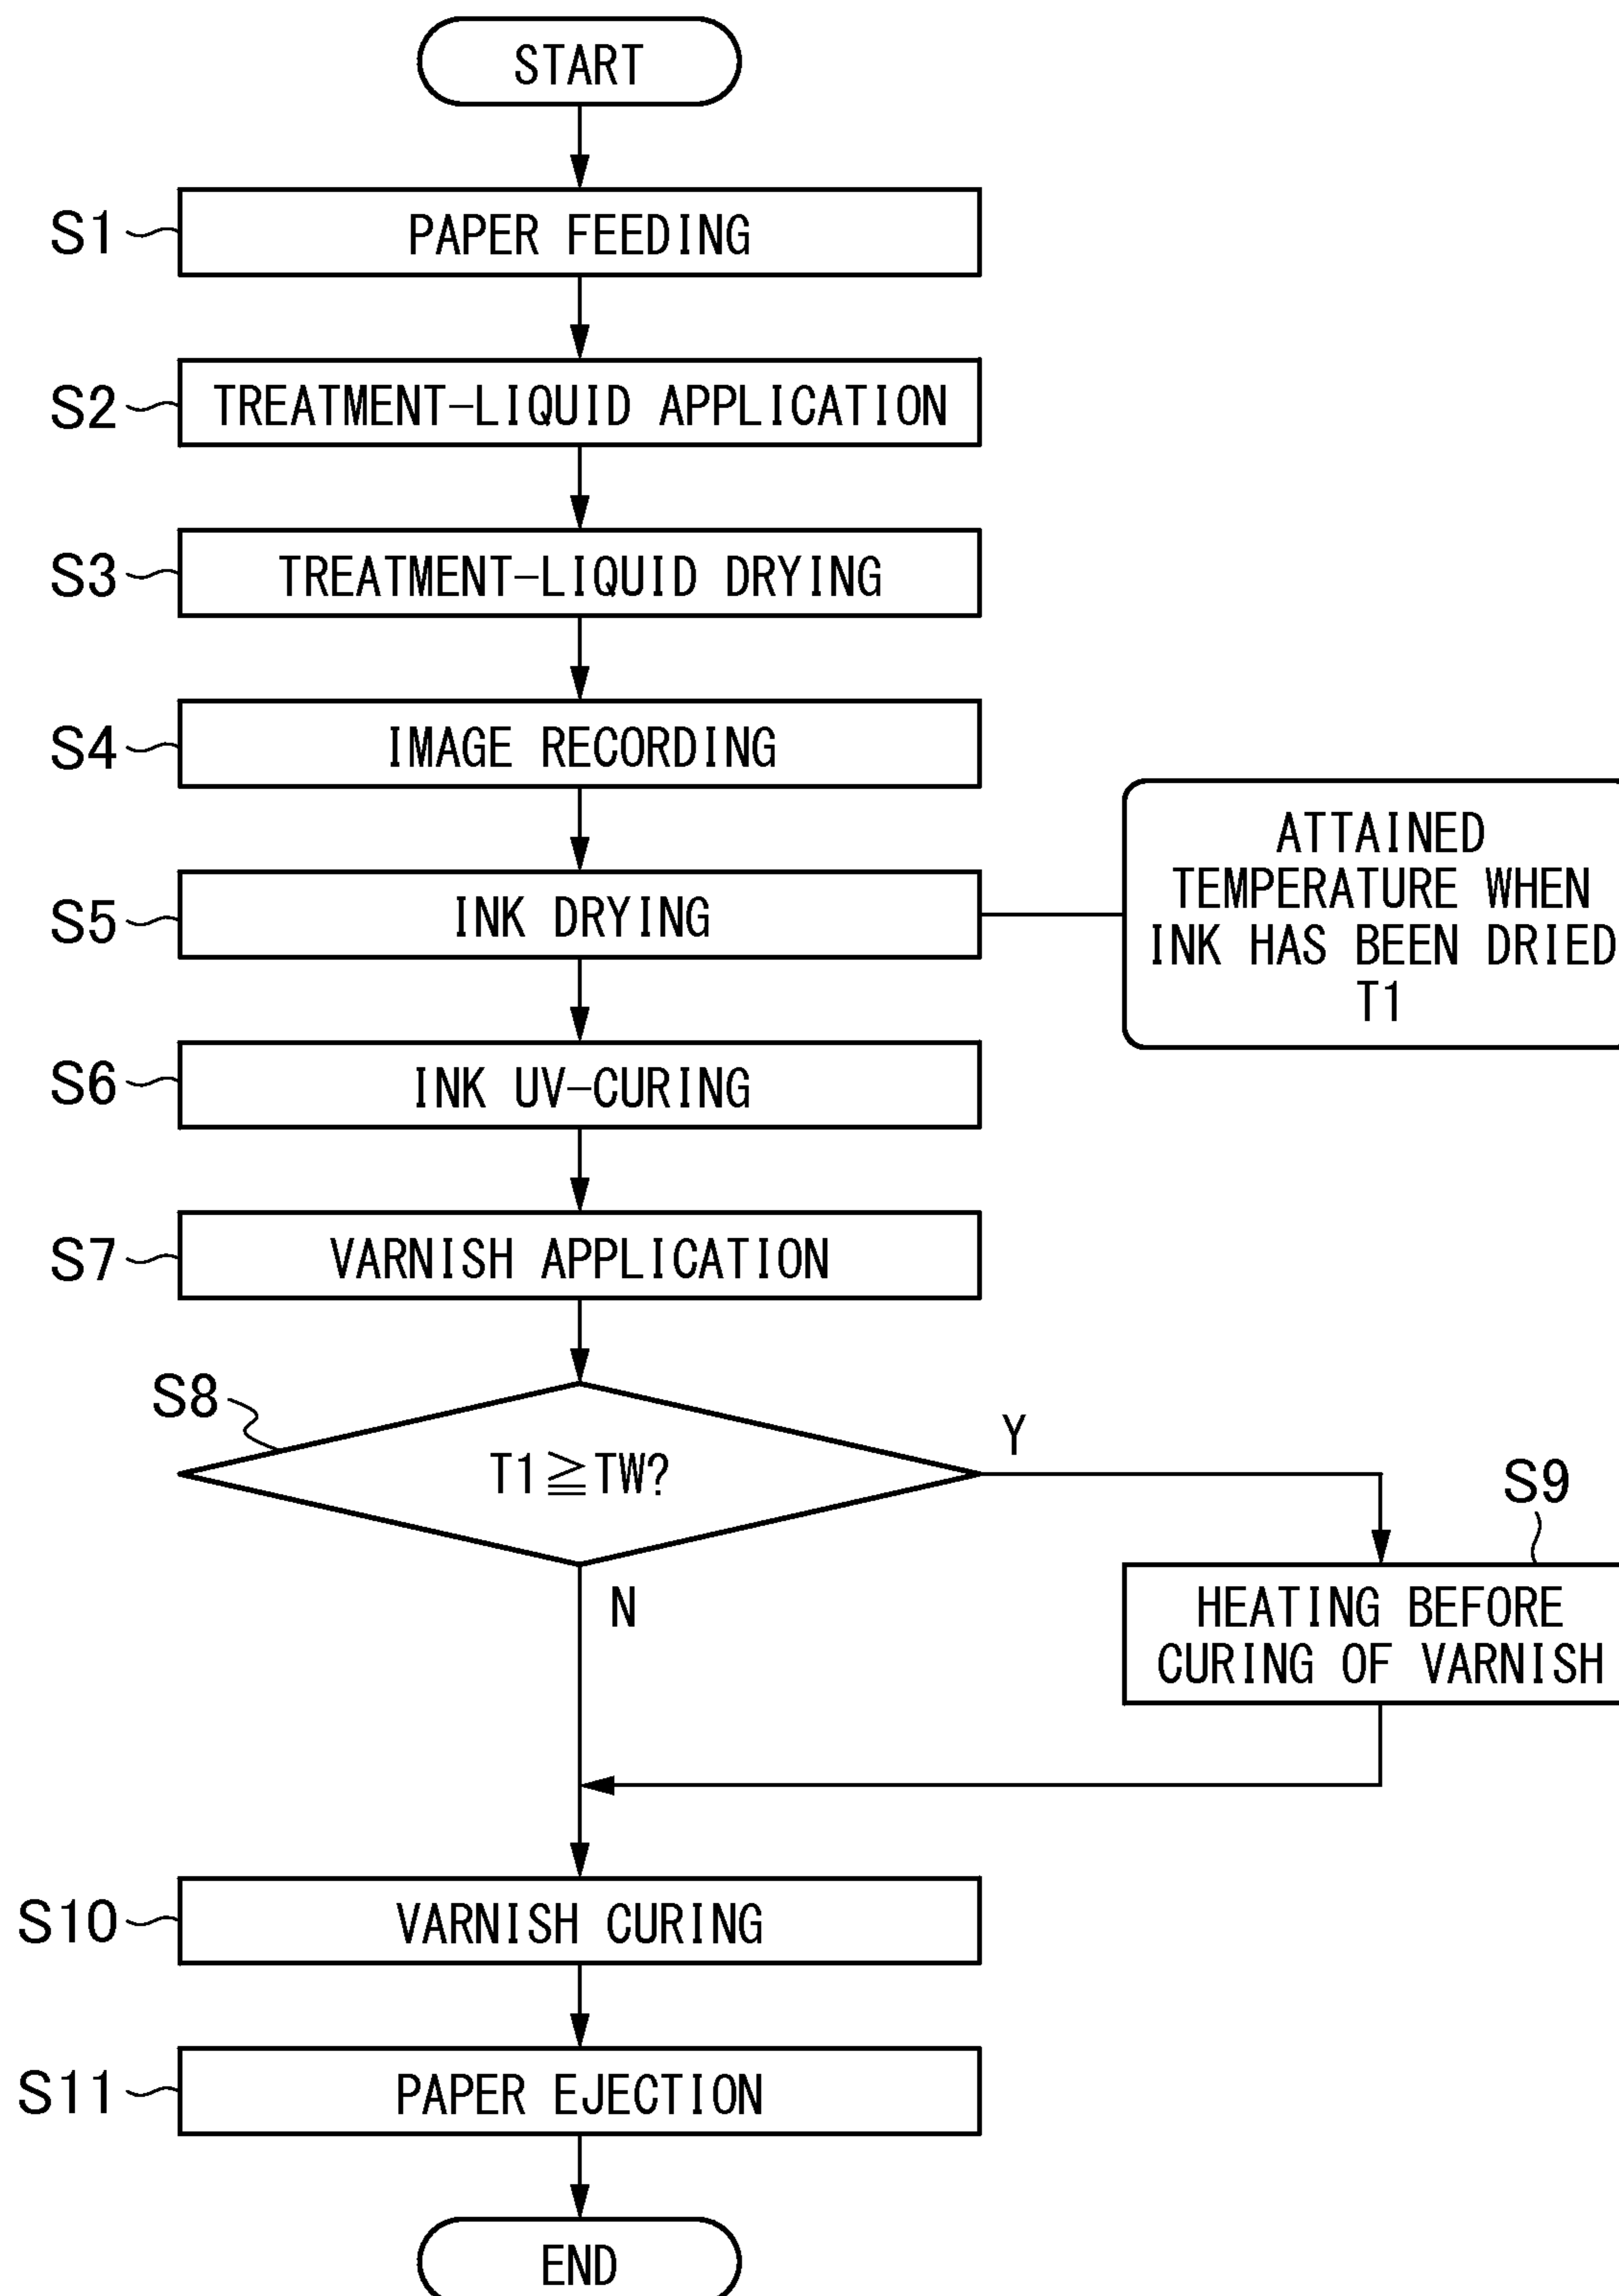 START
S1
PAPER FEEDING
S2
TREATMENT-LIQUID APPLICATION
S3
TREATMENT-LIQUID DRYING
S4
IMAGE RECORDING
S5
INK DRYING
ATTAINED
TEMPERATURE WHEN
INK HAS BEEN DRIED
T1
S6
INK UV-CURING
S7
VARNISH APPLICATION
S8
T1≧TW?
Y
N
S9
HEATING BEFORE
CURING OF VARNISH
S10
VARNISH CURING
S11
PAPER EJECTION
END